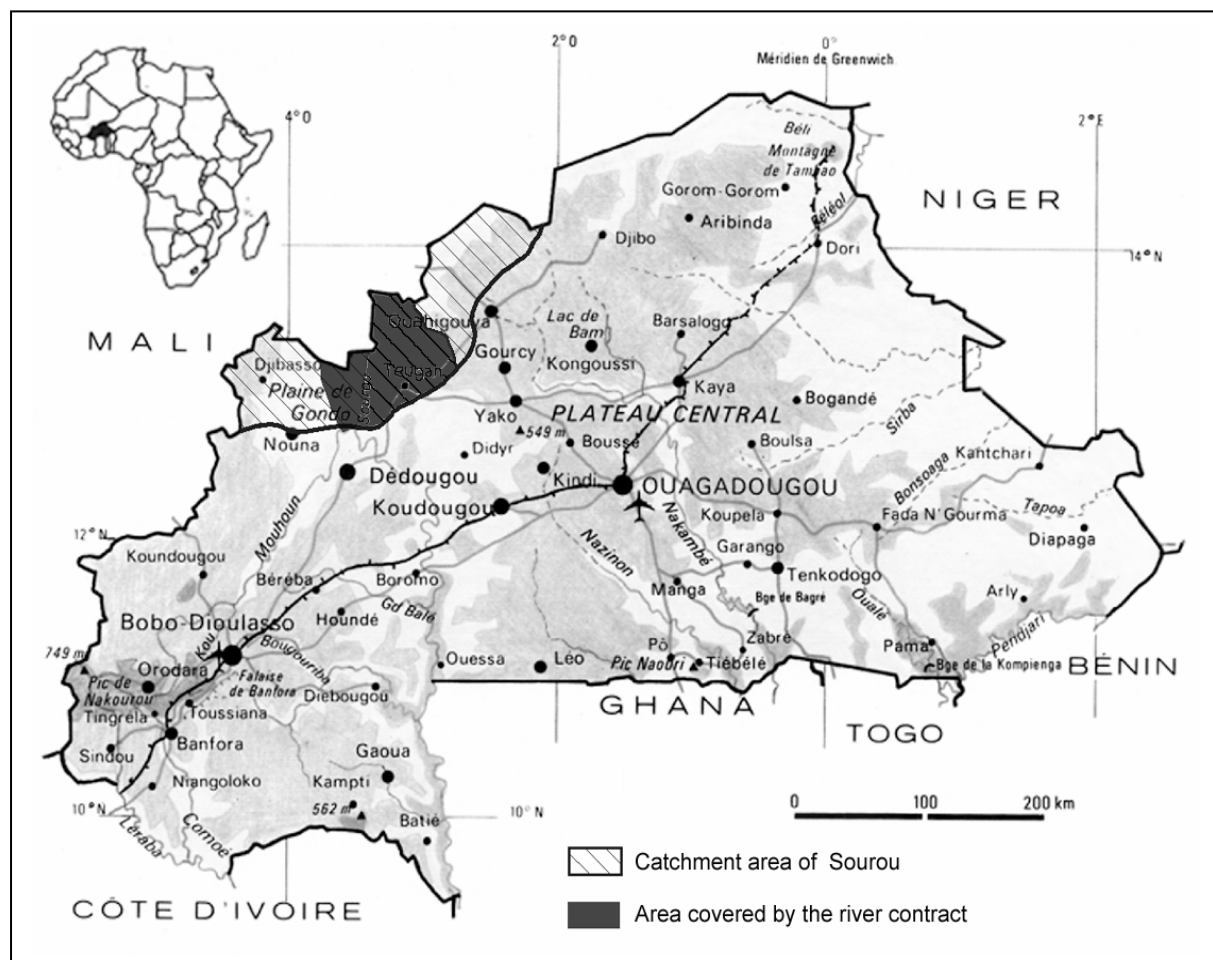 2°0
0°
Méridien de Greenwich
4°0
2°E
Béli
Montagne
de Tambao
NIGER
Gorom-Gorom
Aribinda
Béléol
Djibo
Dori
14°N
MALI
Ouahigouya
Lac de
Bam
Barsalogo
Gourcy
Kongoussi
Djibasso
Tougan
Plaine de
Gondo
Sourou
Kaya
Bogandé
Yako
PLATEAU CENTRAL
Sirba
549 m
Nouna
Didyr
Boussé
Boulsa
Kantchari
Dédougou
Kindi
OUAGADOUGOU
Bonsoaga
Koudougou
Koupela
Fada N'Gourma
Tapoa
Diapaga
12°N
Mouhoun
Nakambé
Nazinon
Garango
Koundougou
Tenkodogo
Béréba
Boromo
Manga
Bge de Bagré
Oualé
Arly
Houndé
Gd Balé
Bobo-Dioulasso
Kou
Bougouriba
Pô
Zabré
Pama
Pendjari
749 m
Orodara
Ouessa
Léo
Pic Naouri
Tiébélé
Bge de la Kompienga
BÉNIN
Pic de
Nakourou
Falaise
de Banfora
Diebougou
GHANA
Tingrela
Toussiana
TOGO
Banfora
Sindou
Gaoua
Niangoloko
Kampti
10°N
562 m
Batié
10°N
0 100 200 km
Léraba
Comoé
Catchment area of Sourou
CÔTE D'IVOIRE
Area covered by the river contract